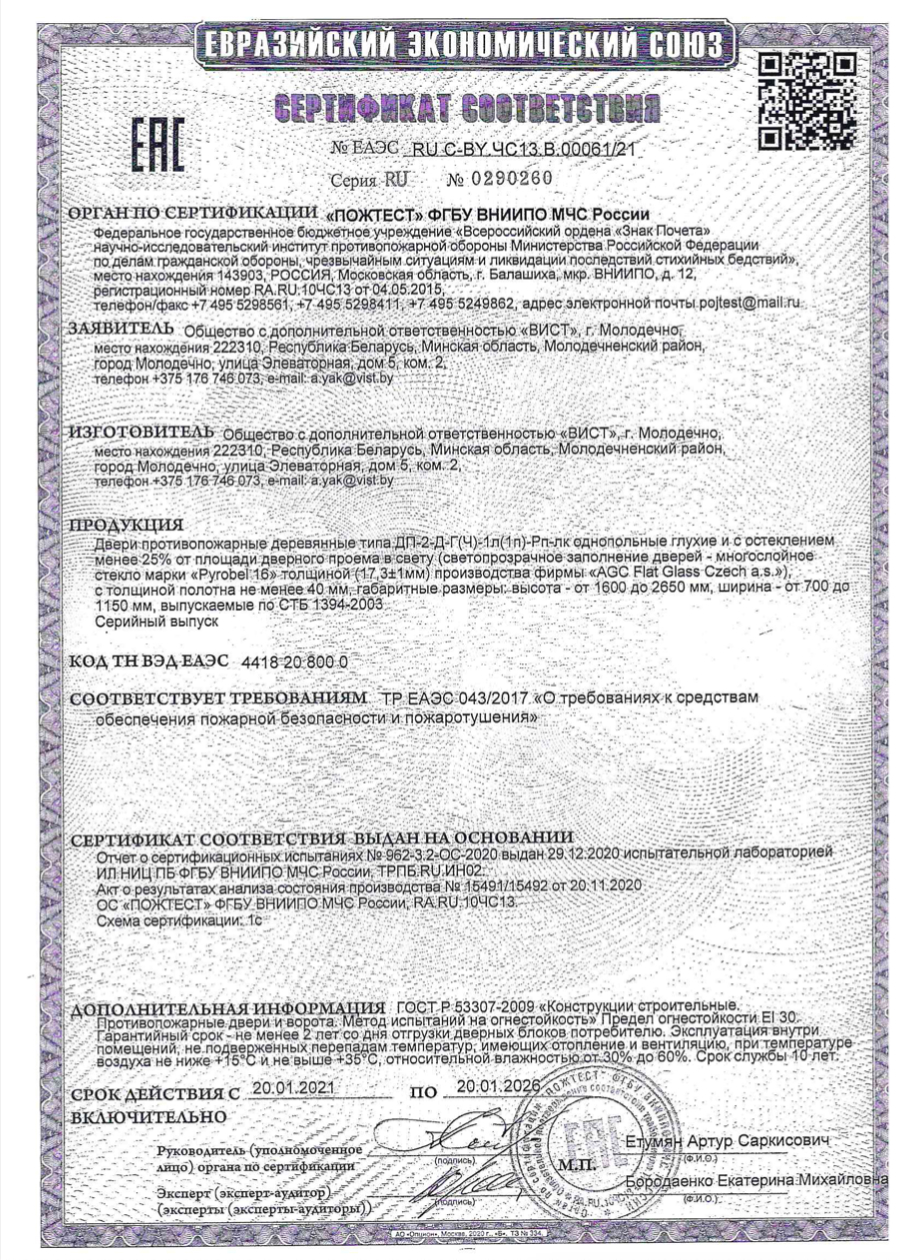 ЕВРАЗИЙСКИЙ ЭКОНОМИЧЕСКИЙ СОЮЗ
СЕРТИФИКАТ СООТВЕТСТВИЯ
ЕАС
№ ЕАЭС RU C-BY.ЧС13.В.00061/21
Серия RU № 0290260
ОРГАН ПО СЕРТИФИКАЦИИ «ПОЖТЕСТ» ФГБУ ВНИИПО МЧС России
Федеральное государственное бюджетное учреждение «Всероссийский ордена «Знак Почета»
научно-исследовательский институт противопожарной обороны Министерства Российской Федерации
по делам гражданской обороны, чрезвычайным ситуациям и ликвидации последствий стихийных бедствий»,
место нахождения 143903, РОССИЯ, Московская область, г. Балашиха, мкр. ВНИИПО, д. 12,
регистрационный номер RA.RU.10ЧС13 от 04.05.2015,
телефон/факс +7 495 5298561, +7 495 5298411, +7 495 5249862, адрес электронной почты pojtest@mail.ru
ЗАЯВИТЕЛЬ Общество с дополнительной ответственностью «ВИСТ», г. Молодечно,
место нахождения 222310, Республика Беларусь, Минская область, Молодечненский район,
город Молодечно, улица Элеваторная, дом 5, ком. 2,
телефон +375 176 746 073, e-mail: a.yak@vist.by
ИЗГОТОВИТЕЛЬ Общество с дополнительной ответственностью «ВИСТ», г. Молодечно,
место нахождения 222310, Республика Беларусь, Минская область, Молодечненский район,
город Молодечно, улица Элеваторная, дом 5, ком. 2,
телефон +375 176 746 073, e-mail: a.yak@vist.by
ПРОДУКЦИЯ
Двери противопожарные деревянные типа ДП-2-Д-Г(Ч)-1л(1п)-Рп-лк однопольные глухие и с остеклением
менее 25% от площади дверного проема в свету (светопрозрачное заполнение дверей - многослойное
стекло марки «Pyrobel 16» толщиной (17,3±1мм) производства фирмы «AGC Flat Glass Czech a.s.»),
с толщиной полотна не менее 40 мм, габаритные размеры: высота - от 1600 до 2650 мм, ширина - от 700 до
1150 мм, выпускаемые по СТБ 1394-2003
Серийный выпуск
КОД ТН ВЭД ЕАЭС 4418 20 800 0
СООТВЕТСТВУЕТ ТРЕБОВАНИЯМ ТР ЕАЭС 043/2017 «О требованиях к средствам
обеспечения пожарной безопасности и пожаротушения»
СЕРТИФИКАТ СООТВЕТСТВИЯ ВЫДАН НА ОСНОВАНИИ
Отчет о сертификационных испытаниях № 962-3.2-ОС-2020 выдан 29.12.2020 испытательной лабораторией
ИЛ НИЦ ПБ ФГБУ ВНИИПО МЧС России, ТРПБ.RU.ИН02.
Акт о результатах анализа состояния производства № 15491/15492 от 20.11.2020
ОС «ПОЖТЕСТ» ФГБУ ВНИИПО МЧС России, RA.RU.10ЧС13.
Схема сертификации: 1с
ДОПОЛНИТЕЛЬНАЯ ИНФОРМАЦИЯ ГОСТ Р 53307-2009 «Конструкции строительные.
Противопожарные двери и ворота. Метод испытаний на огнестойкость» Предел огнестойкости EI 30.
Гарантийный срок - не менее 2 лет со дня отгрузки дверных блоков потребителю. Эксплуатация внутри
помещений, не подверженных перепадам температур; имеющих отопление и вентиляцию, при температуре
воздуха не ниже +15°С и не выше +35°С, относительной влажностью от 30% до 60%. Срок службы 10 лет.
СРОК ДЕЙСТВИЯ С 20.01.2021 ПО 20.01.2026
ВКЛЮЧИТЕЛЬНО
Руководитель (уполномоченное
лицо) органа по сертификации
(подпись)
М.П.
Етумян Артур Саркисович
(Ф.И.О.)
Эксперт (эксперт-аудитор)
(эксперты (эксперты-аудиторы))
(подпись)
Бородаенко Екатерина Михайловна
(Ф.И.О.)
АО «Опцион», Москва, 2020 г., «Б», ТЗ № 334.